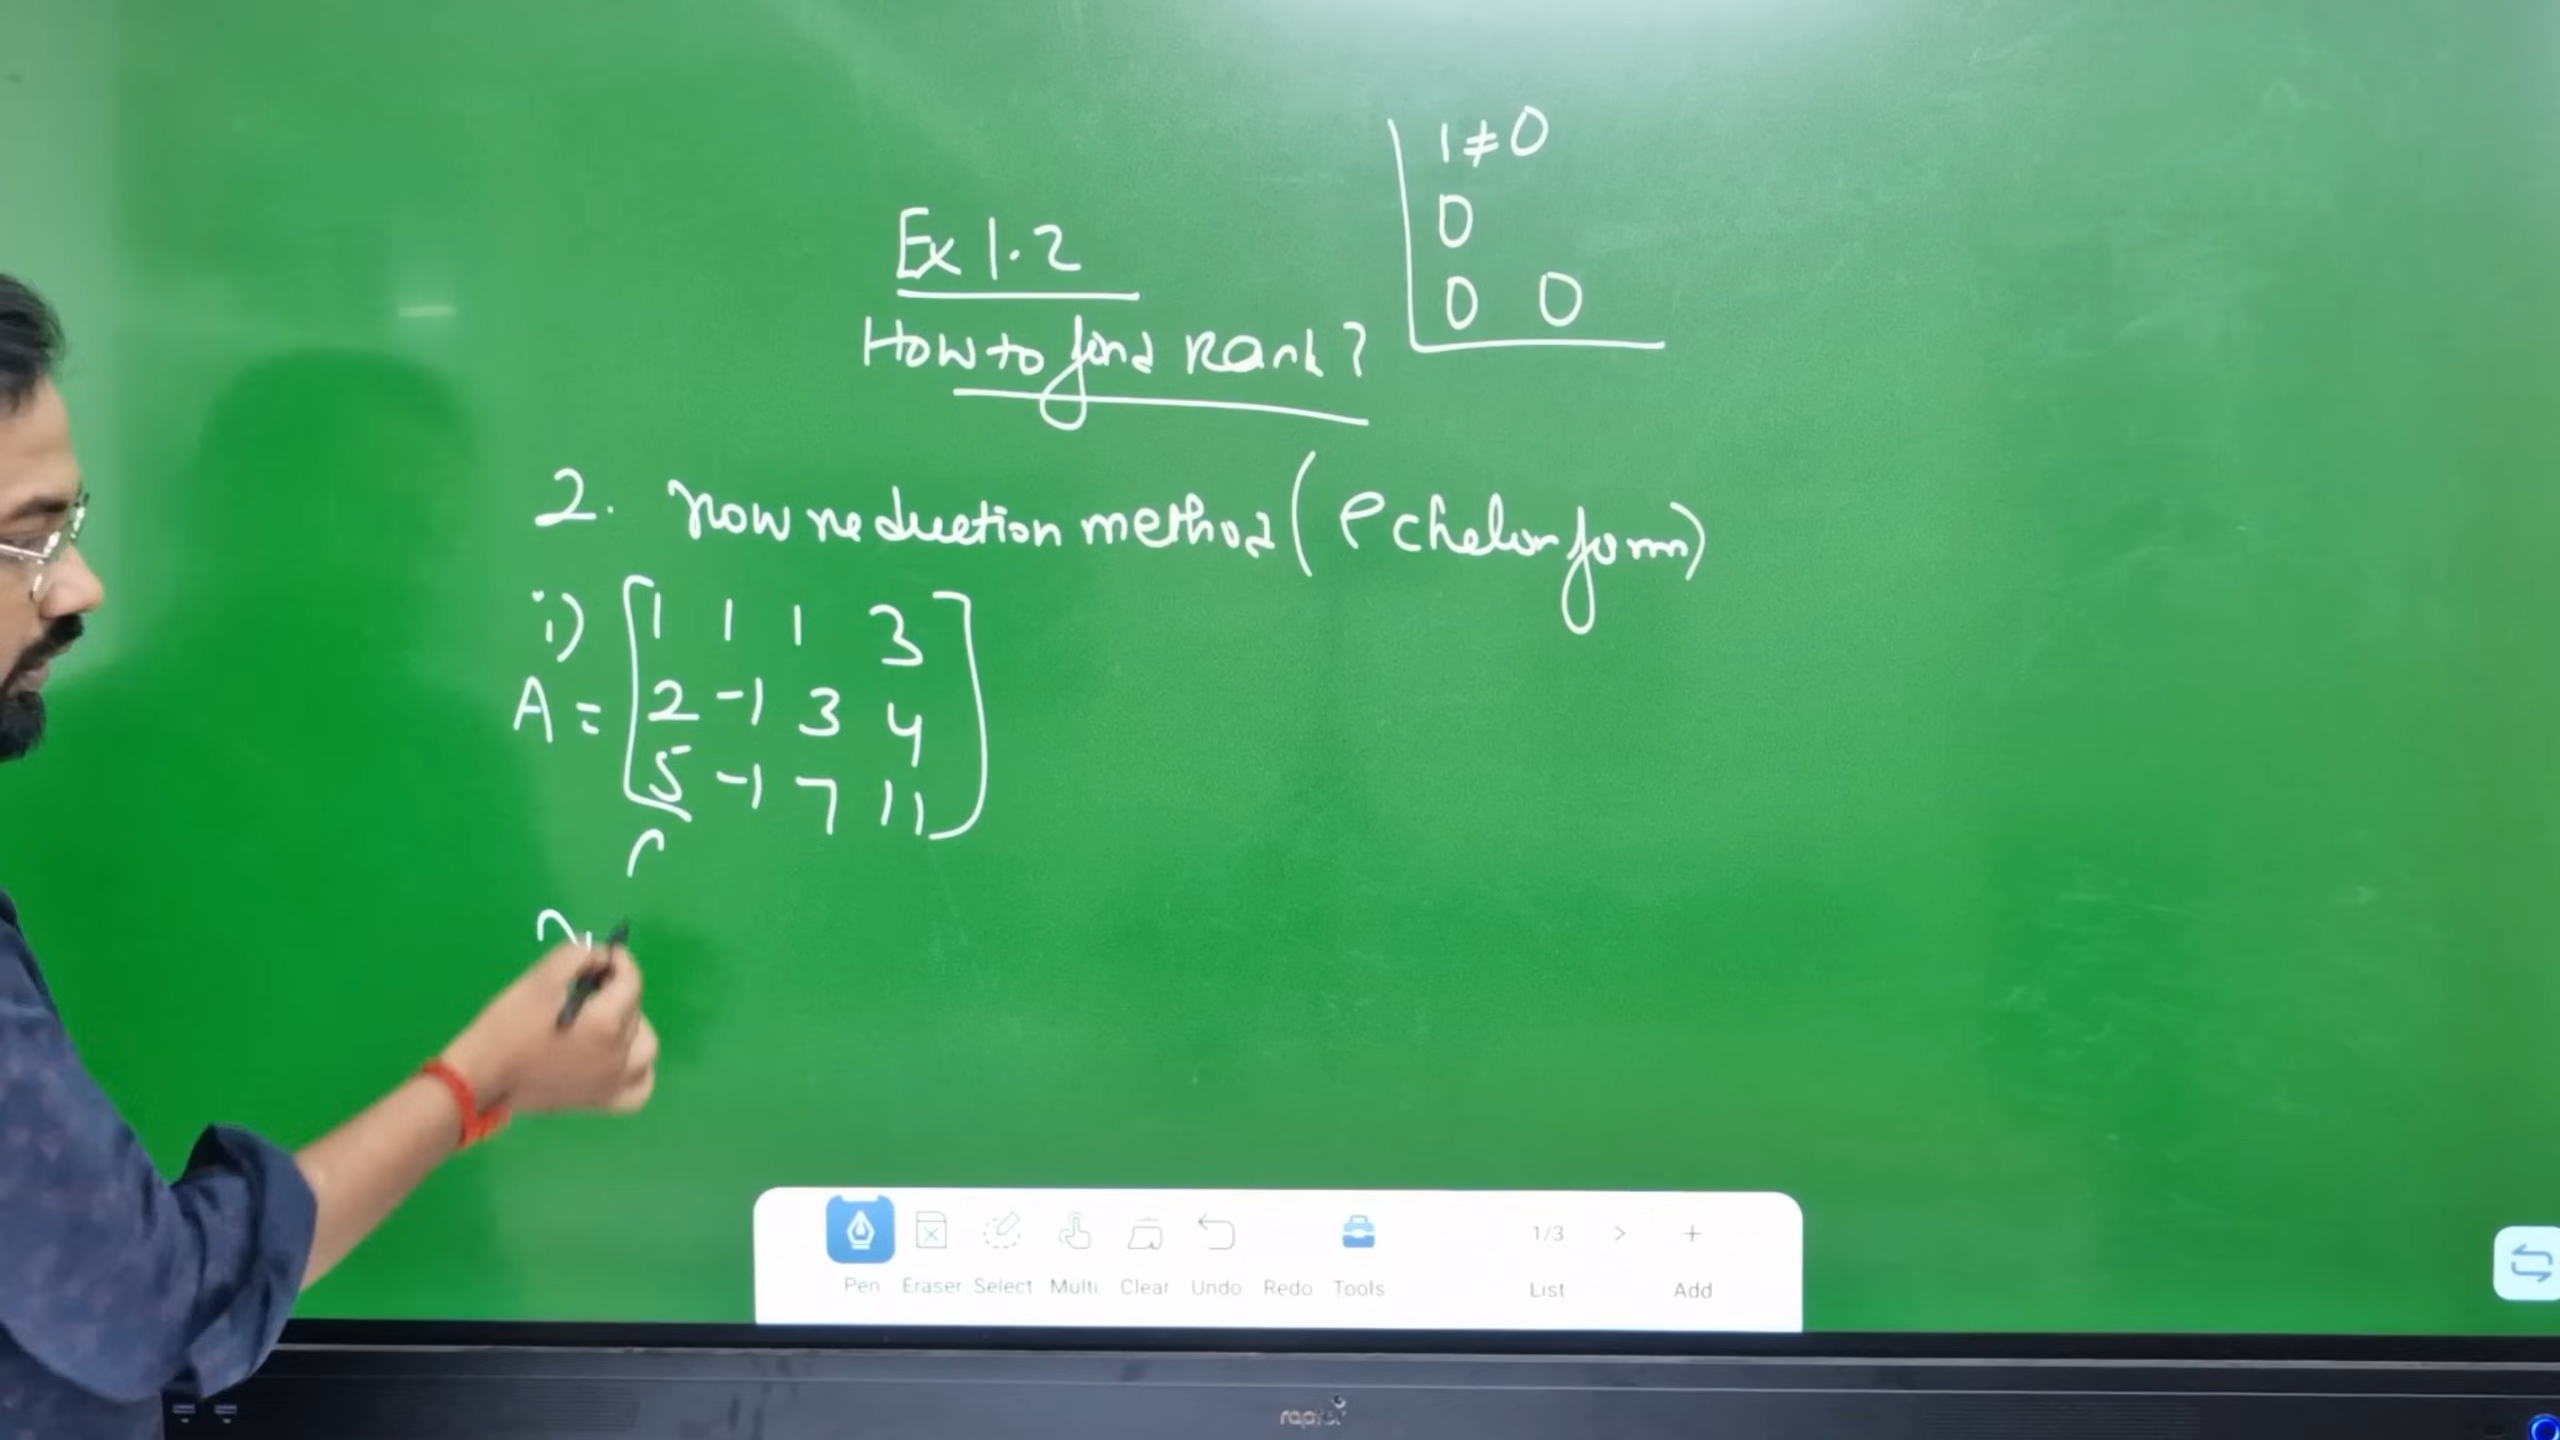 1 ≠ 0
0
0 0
Ex 1.2
How to find Rank?
2. row reduction method (echelon form)
i)
A = [1 1 1 3
2 -1 3 4
5 -1 7 11]
Pen Eraser Select Multi Clear Undo Redo Tools 1/3 List > + Add
raptor